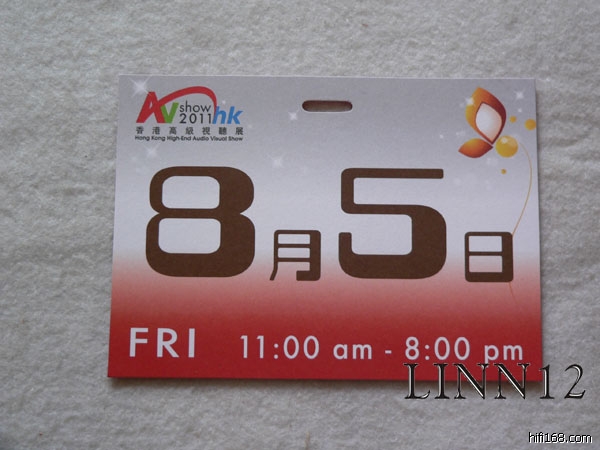 AV show
2011 hk
香港高級視聽展
Hong Kong High-End Audio Visual Show
8月5日
FRI 11:00 am - 8:00 pm
LINN12
hifi168.com